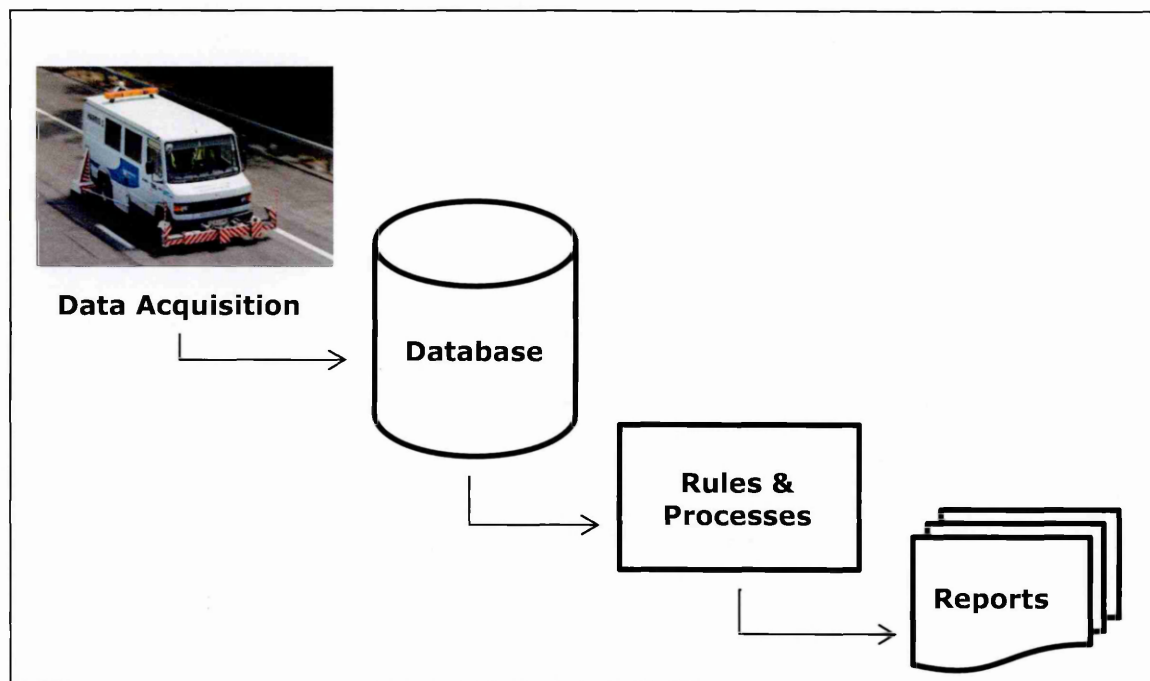 Data Acquisition
Database
Rules &
Processes
Reports